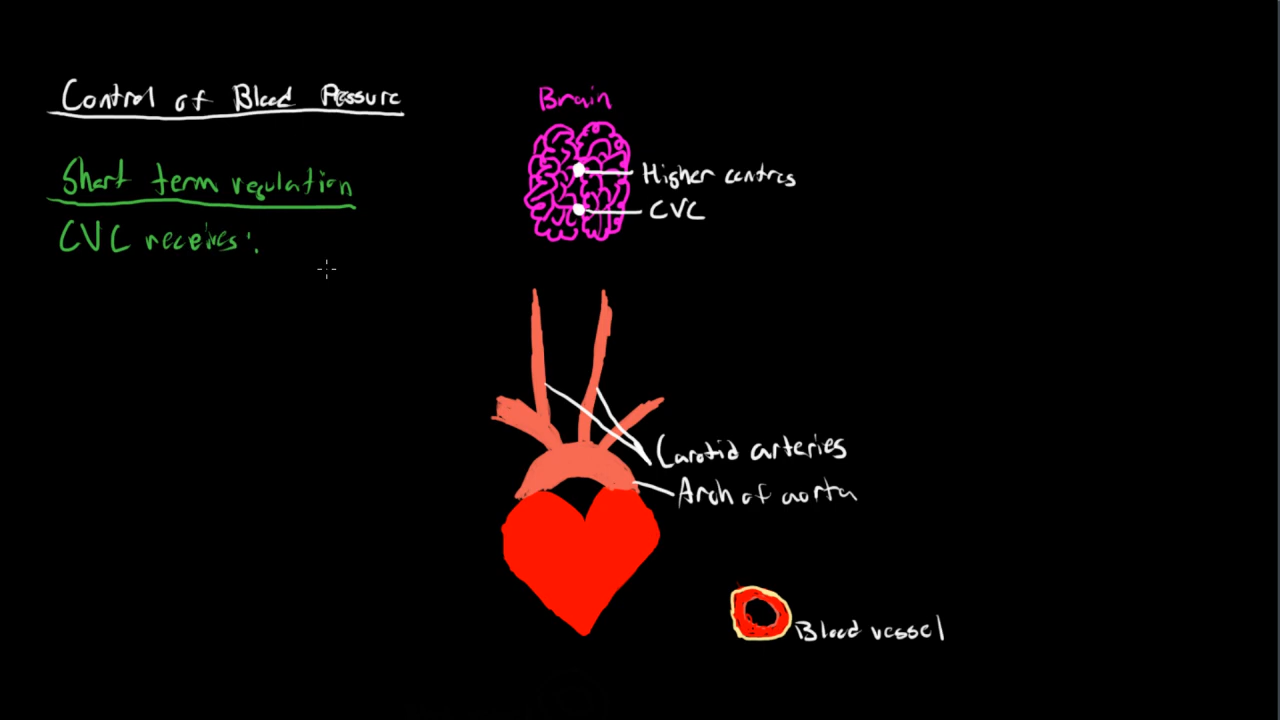 Control of Blood Pressure
Short term regulation
CVC receives:
Brain
Higher centres
CVC
Carotid arteries
Arch of aorta
Blood vessel